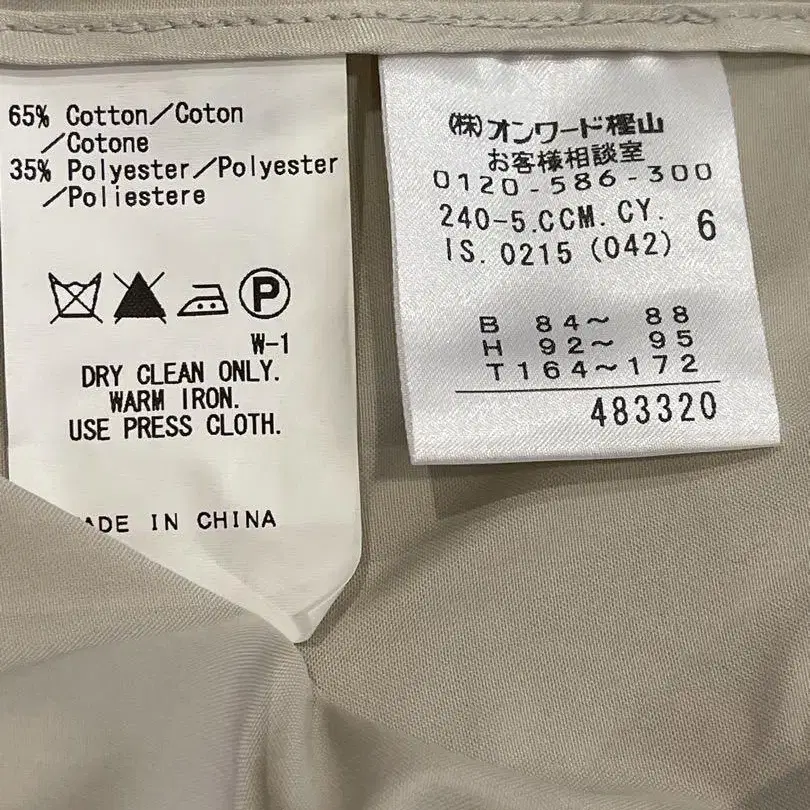 65% Cotton/Coton
/Cotone
35% Polyester/Polyester
/Poliestere
P
W-1
DRY CLEAN ONLY.
WARM IRON.
USE PRESS CLOTH.
MADE IN CHINA
(株)オンワード樫山
お客様相談室
0120-586-300
240-5.CCM.CY.
IS.0215(042) 6
B 84~ 88
H 92~ 95
T164~172
483320